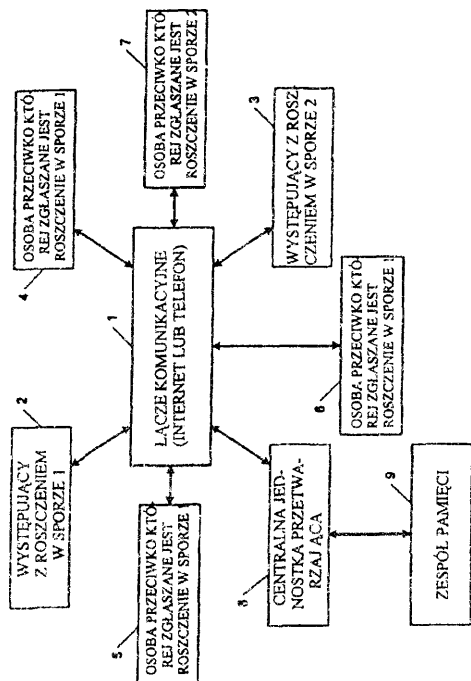 2
WYSTĘPUJĄCY
Z ROSZCZENIEM
W SPORZE 1
4
OSOBA PRZECIWKO KTÓ-
REJ ZGŁASZANE JEST
ROSZCZENIE W SPORZE 1
5
OSOBA PRZECIWKO KTÓ-
REJ ZGŁASZANE JEST
ROSZCZENIE W SPORZE
1
ŁĄCZE KOMUNIKACYJNE
(INTERNET LUB TELEFON)
7
OSOBA PRZECIWKO KTÓ-
REJ ZGŁASZANE JEST
ROSZCZENIE W SPORZE 2
8
CENTRALNA JED-
NOSTKA PRZETWA-
RZAJĄCA
6
OSOBA PRZECIWKO KTÓ-
REJ ZGŁASZANE JEST
ROSZCZENIE W SPORZE 1
3
WYSTĘPUJĄCY Z ROSZ-
CZENIEM W SPORZE 2
9
ZESPÓŁ PAMIĘCI